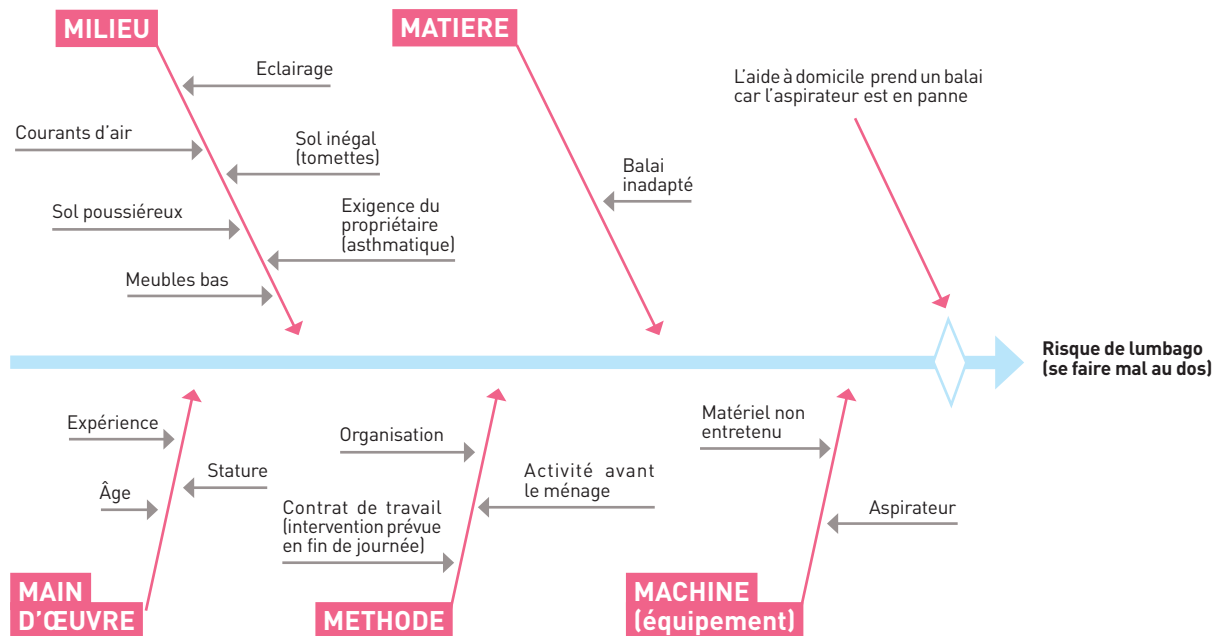 MILIEU
Eclairage
Courants d'air
Sol inégal
(tomettes)
Sol poussiéreux
Exigence du
propriétaire
(asthmatique)
Meubles bas
MATIERE
Balai
inadapté
L'aide à domicile prend un balai
car l'aspirateur est en panne
Risque de lumbago
(se faire mal au dos)
Expérience
Stature
Âge
MAIN
D'ŒUVRE
Organisation
Activité avant
le ménage
Contrat de travail
(intervention prévue
en fin de journée)
METHODE
Matériel non
entretenu
Aspirateur
MACHINE
(équipement)